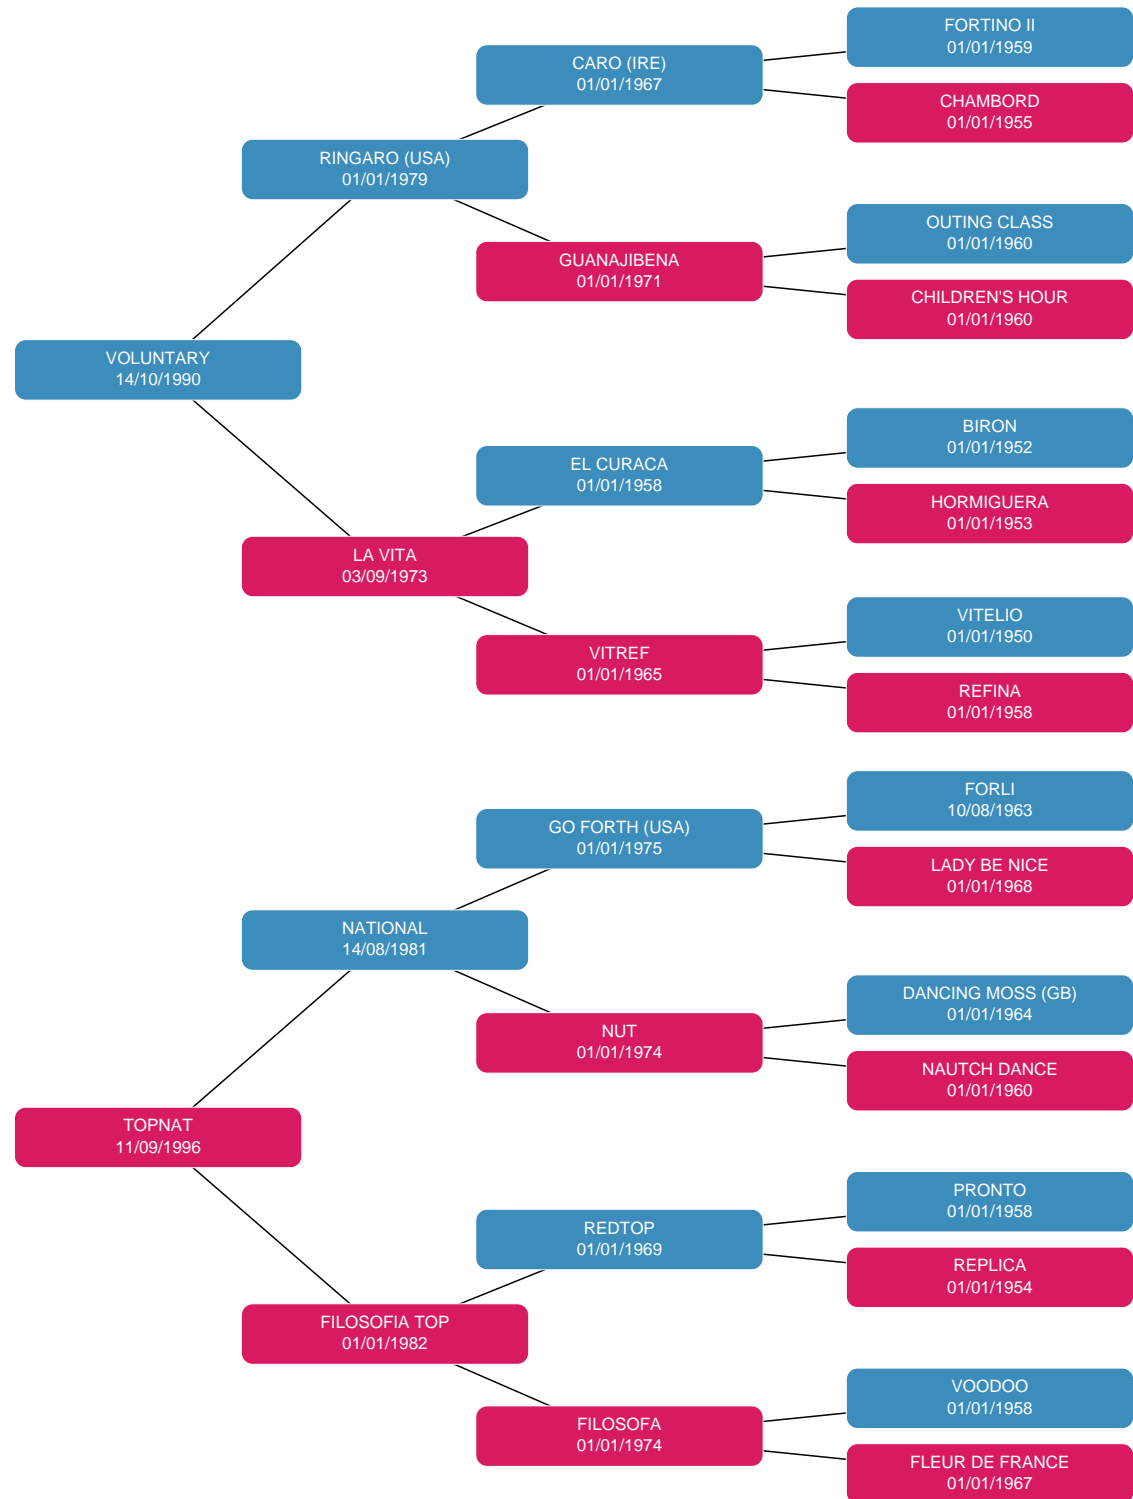 FORTINO II
01/01/1959
CARO (IRE)
01/01/1967
CHAMBORD
01/01/1955
RINGARO (USA)
01/01/1979
OUTING CLASS
01/01/1960
GUANAJIBENA
01/01/1971
CHILDREN'S HOUR
01/01/1960
VOLUNTARY
14/10/1990
BIRON
01/01/1952
EL CURACA
01/01/1958
HORMIGUERA
01/01/1953
LA VITA
03/09/1973
VITELIO
01/01/1950
VITREF
01/01/1965
REFINA
01/01/1958
FORLI
10/08/1963
GO FORTH (USA)
01/01/1975
LADY BE NICE
01/01/1968
NATIONAL
14/08/1981
DANCING MOSS (GB)
01/01/1964
NUT
01/01/1974
NAUTCH DANCE
01/01/1960
TOPNAT
11/09/1996
PRONTO
01/01/1958
REDTOP
01/01/1969
REPLICA
01/01/1954
FILOSOFIA TOP
01/01/1982
VOODOO
01/01/1958
FILOSOFA
01/01/1974
FLEUR DE FRANCE
01/01/1967